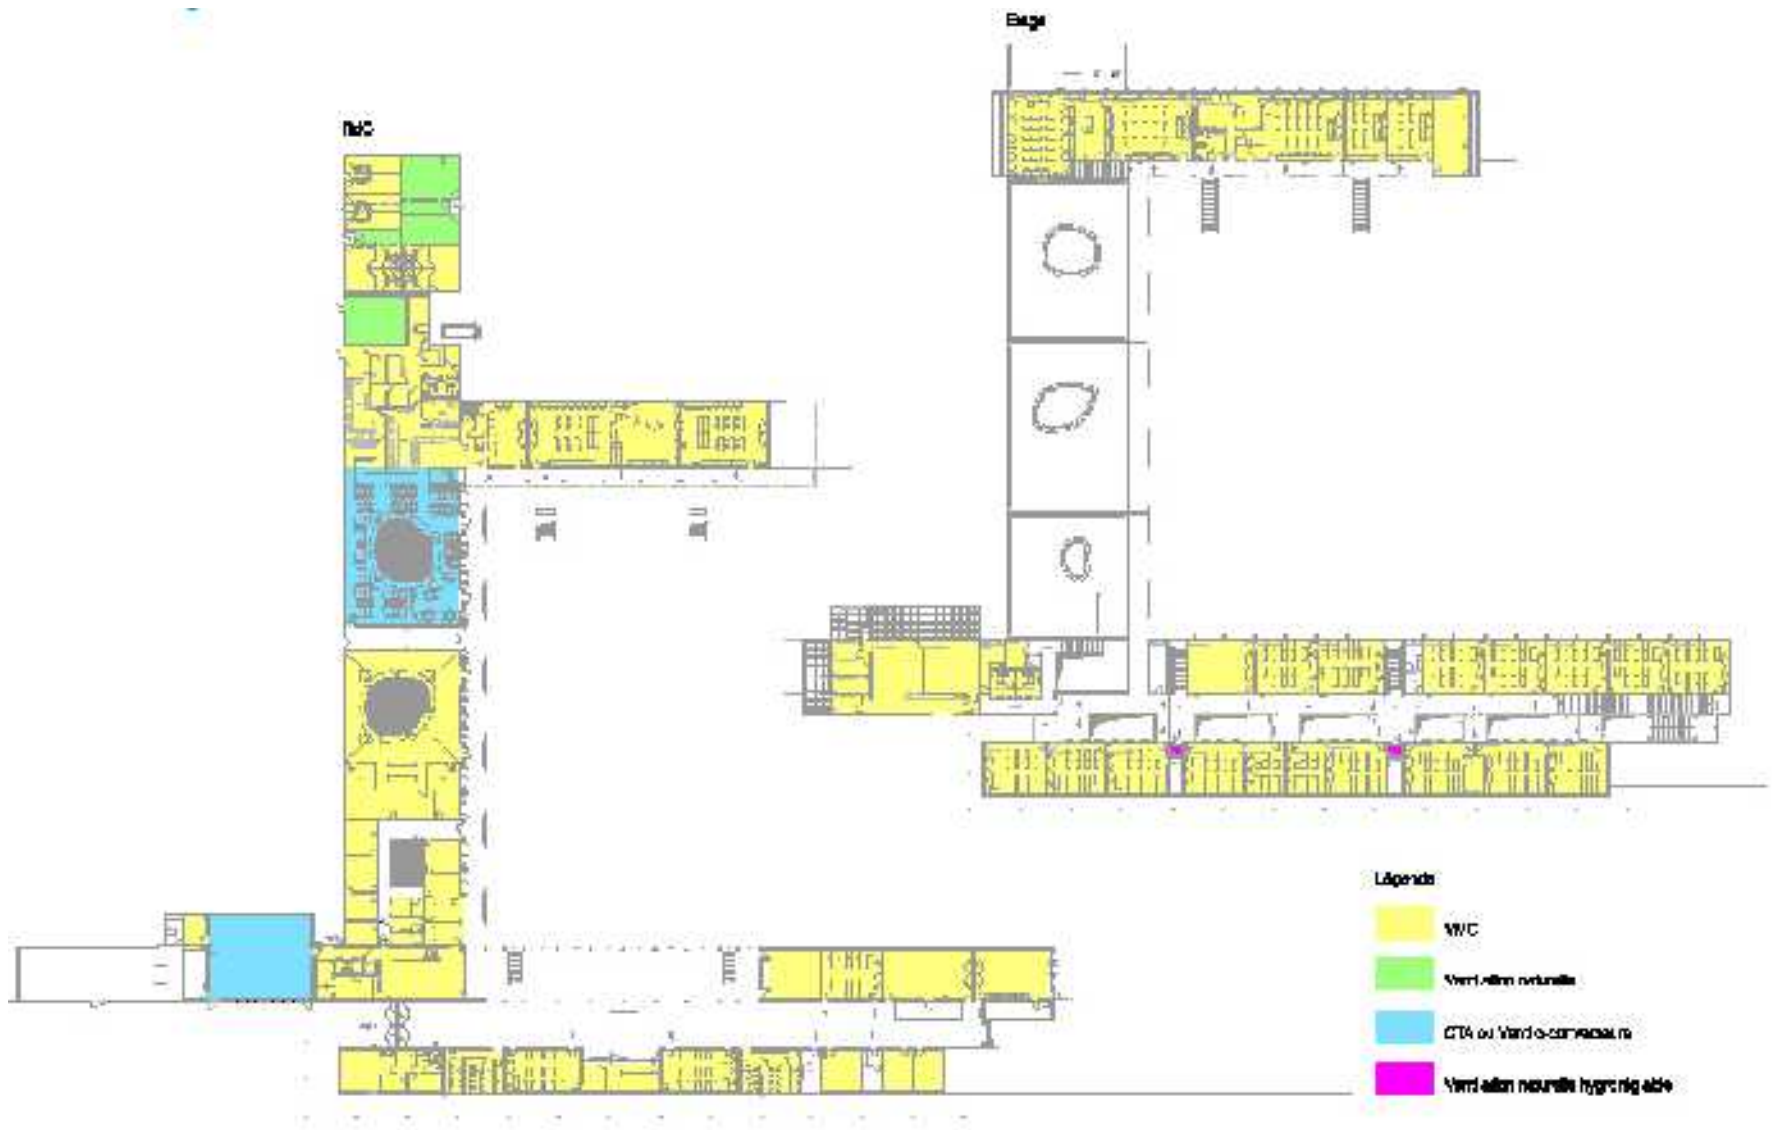 Etage
RdC
Légende
VMC
Ventilation naturelle
CTA ou Ventilo-convecteurs
Ventilation naturelle hygroréglable